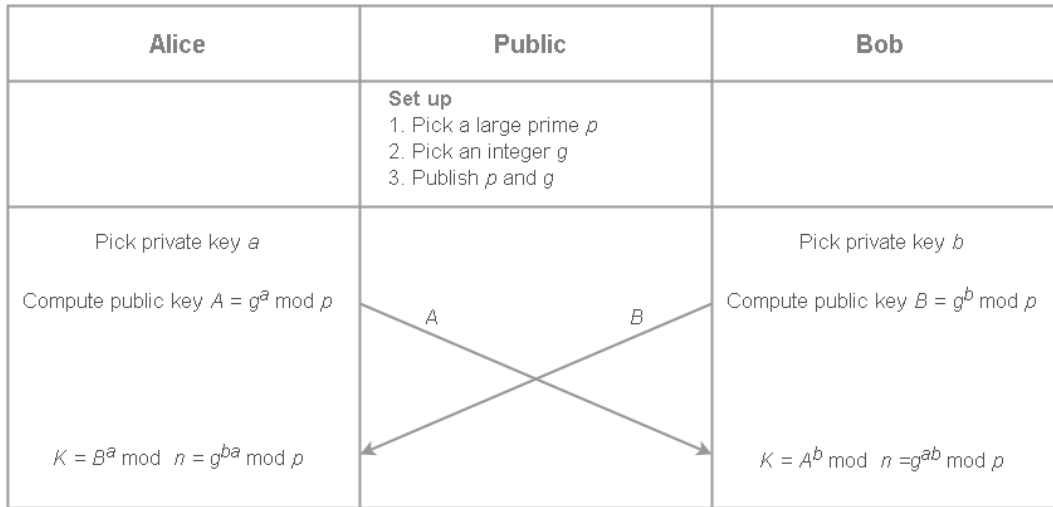 Alice
Public
Bob
Set up
1. Pick a large prime p
2. Pick an integer g
3. Publish p and g
Pick private key a
Pick private key b
Compute public key A = g^a mod p
Compute public key B = g^b mod p
A
B
K = B^a mod n = g^ba mod p
K = A^b mod n =g^ab mod p